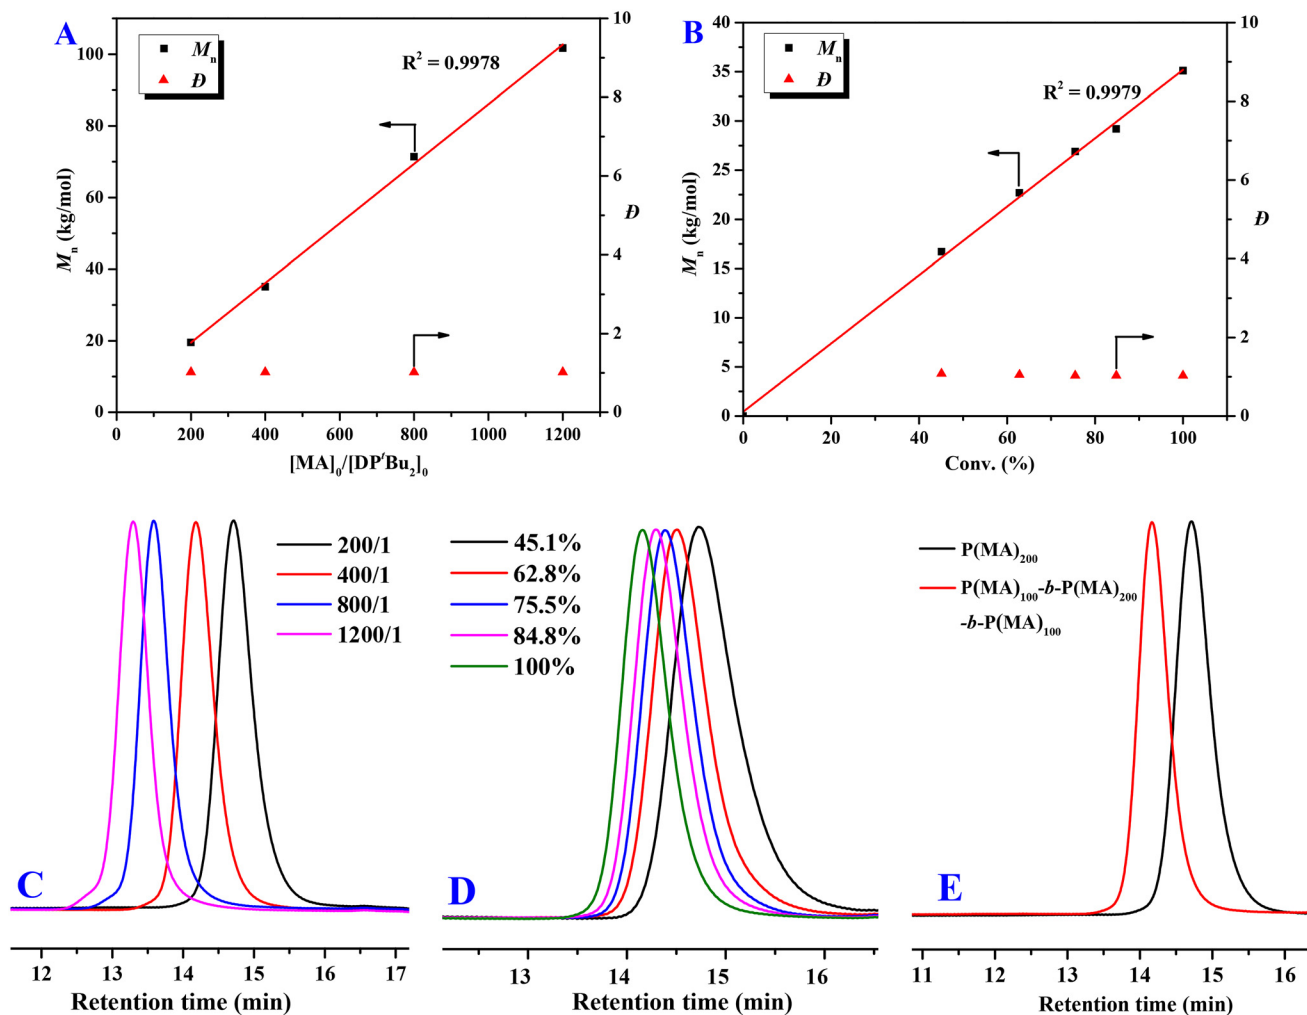 A
Mₙ
Đ
R² = 0.9978
Mₙ (kg/mol)
Đ
100
80
60
40
20
0
10
8
6
4
2
0
0 200 400 600 800 1000 1200
[MA]₀/[DPᵗBu₂]₀
B
Mₙ
Đ
R² = 0.9979
Mₙ (kg/mol)
Đ
40
35
30
25
20
15
10
5
0
10
8
6
4
2
0
0 20 40 60 80 100
Conv. (%)
C
200/1
400/1
800/1
1200/1
12 13 14 15 16 17
Retention time (min)
D
45.1%
62.8%
75.5%
84.8%
100%
13 14 15 16
Retention time (min)
E
P(MA)₂₀₀
P(MA)₁₀₀-b-P(MA)₂₀₀
-b-P(MA)₁₀₀
11 12 13 14 15 16
Retention time (min)